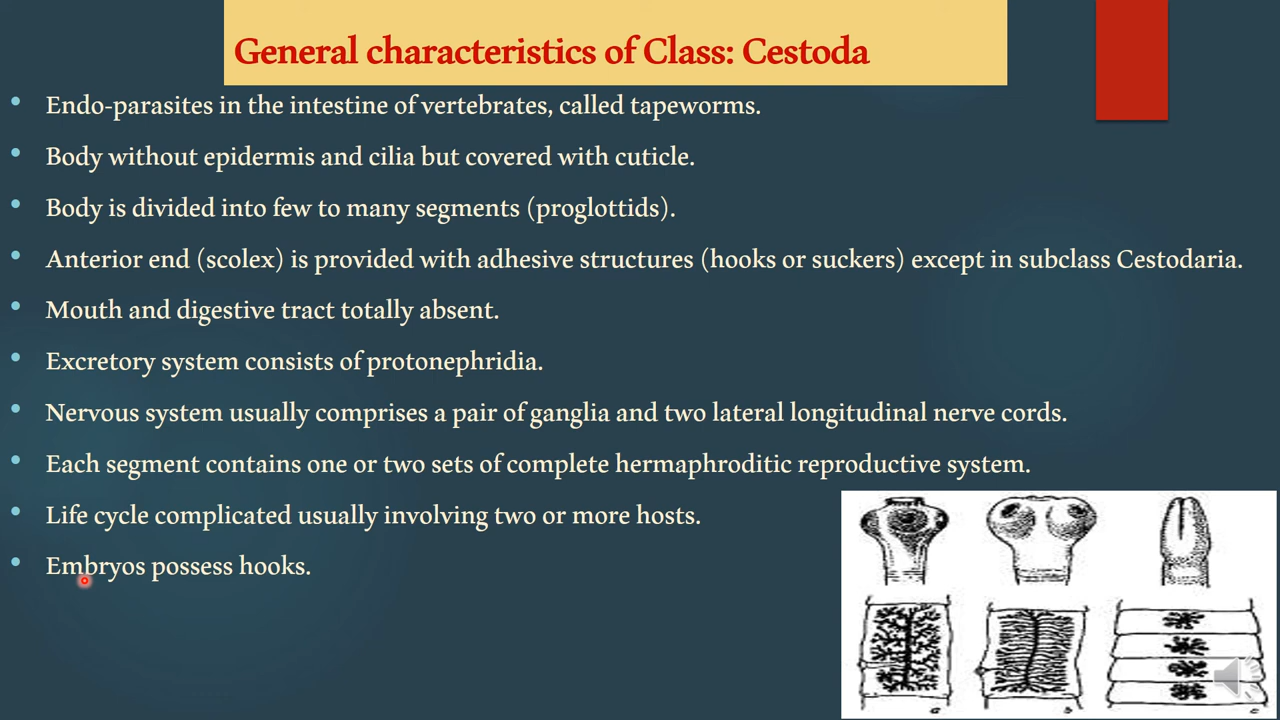 General characteristics of Class: Cestoda
• Endo-parasites in the intestine of vertebrates, called tapeworms.
• Body without epidermis and cilia but covered with cuticle.
• Body is divided into few to many segments (proglottids).
• Anterior end (scolex) is provided with adhesive structures (hooks or suckers) except in subclass Cestodaria.
• Mouth and digestive tract totally absent.
• Excretory system consists of protonephridia.
• Nervous system usually comprises a pair of ganglia and two lateral longitudinal nerve cords.
• Each segment contains one or two sets of complete hermaphroditic reproductive system.
• Life cycle complicated usually involving two or more hosts.
• Embryos possess hooks.